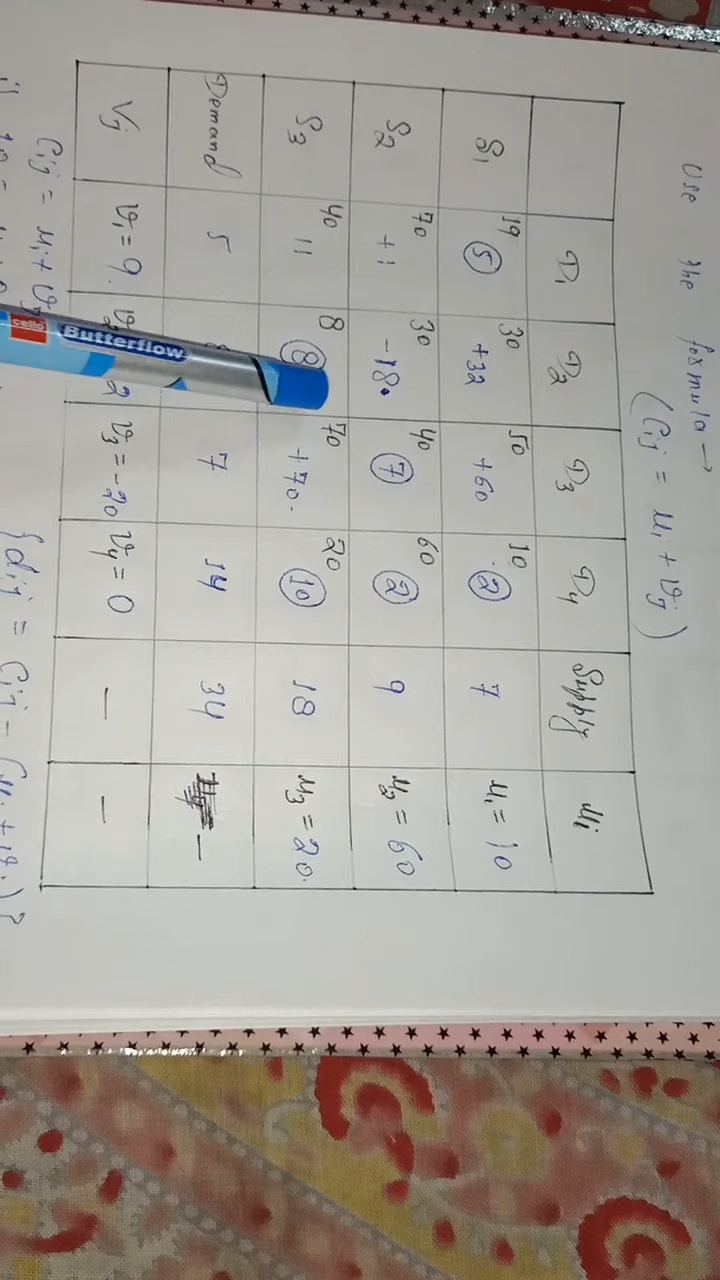 Use the formula →
(Cij = ui + vj)
D1 D2 D3 D4 Supply ui
S1 19 (5) 30 +32 50 +60 10 (2) 7 u1 = 10
S2 70 +1 30 -18 40 (7) 60 (2) 9 u2 = 60
S3 40 11 8 (8) 70 +70 20 (10) 18 u3 = 20
Demand 5 7 14 34 –
Vj v1 = 9 2 v3 = -20 v4 = 0 – –
Cij = ui + v
{dij = Cij - (ui + vj)}
cello Butterflow